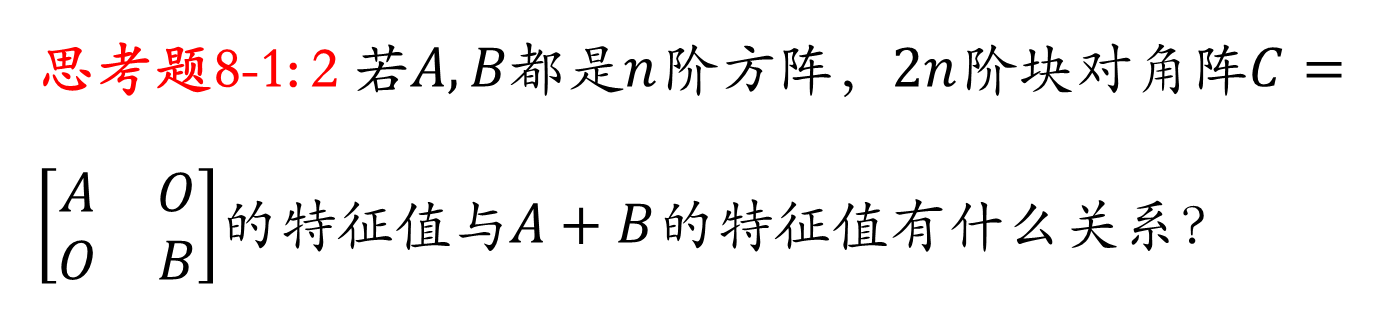 思考题8-1: 2 若A, B都是n阶方阵，2n阶块对角阵C =
[A O
O B]的特征值与A + B的特征值有什么关系？